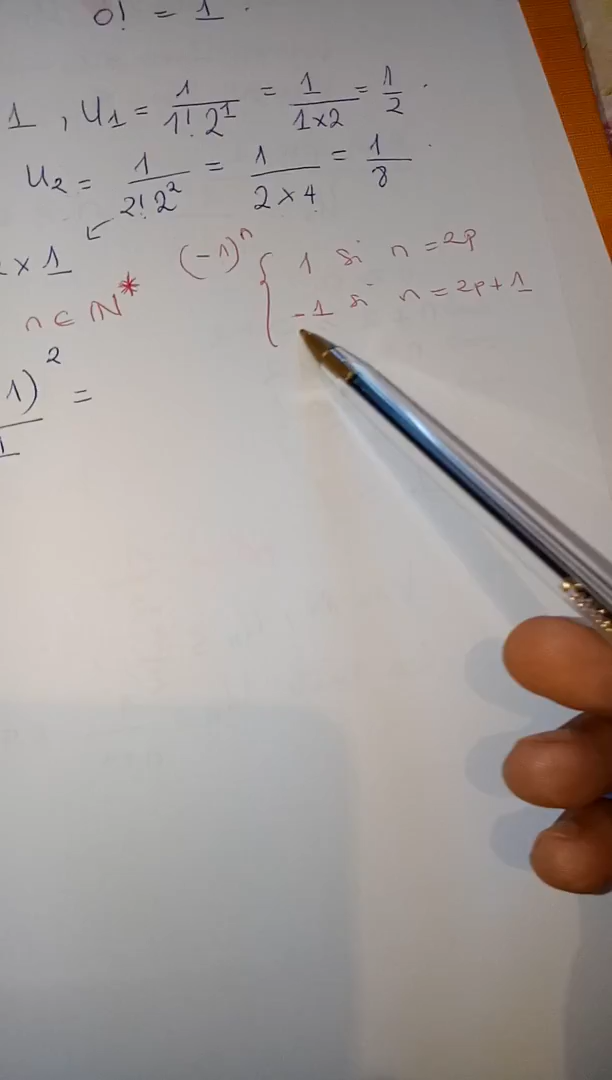 0! = 1.
1, U1 = 1/(1! 2^1) = 1/(1×2) = 1/2.
U2 = 1/(2! 2^2) = 1/(2×4) = 1/8.
× 1
(-1)^n { 1 si n = 2p
-1 si n = 2p+1
n ∈ ℕ*
1)^2 =
1